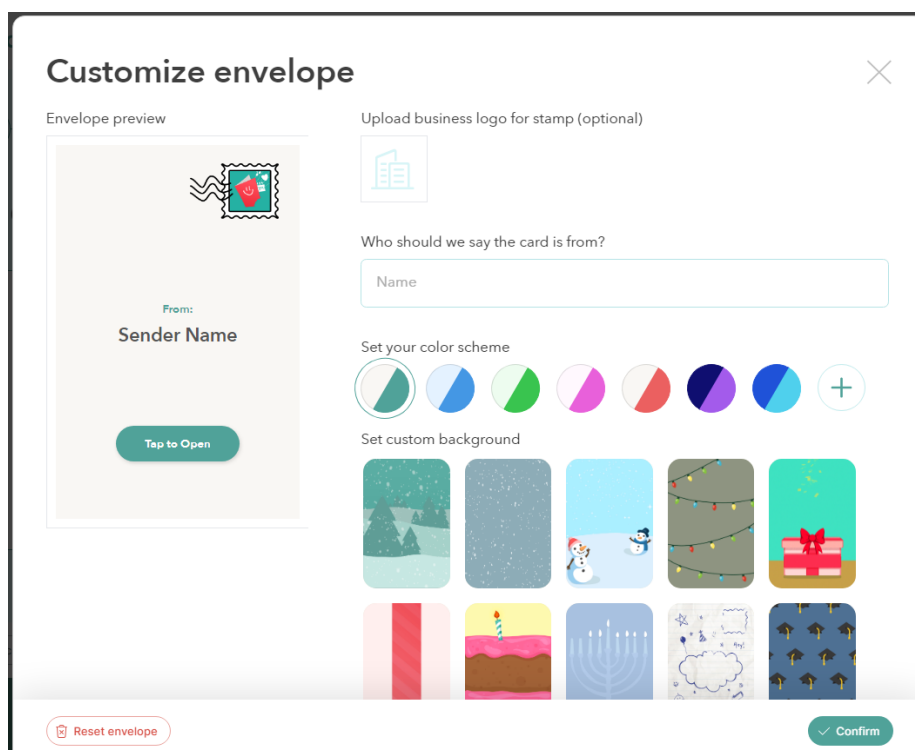 Customize envelope
Envelope preview
Upload business logo for stamp (optional)
Who should we say the card is from?
Name
From:
Sender Name
Set your color scheme
Tap to Open
Set custom background
Hey!
Reset envelope
Confirm